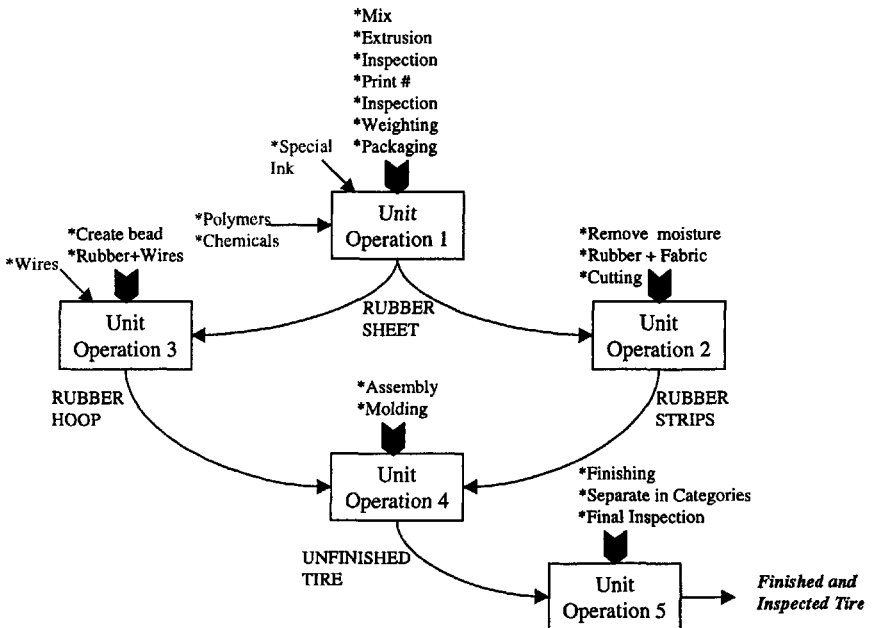 *Mix
*Extrusion
*Inspection
*Print #
*Inspection
*Weighting
*Packaging
*Special
Ink
*Polymers
*Chemicals
Unit
Operation 1
*Create bead
*Rubber+Wires
*Wires
Unit
Operation 3
RUBBER
SHEET
*Remove moisture
*Rubber + Fabric
*Cutting
Unit
Operation 2
RUBBER
HOOP
*Assembly
*Molding
RUBBER
STRIPS
Unit
Operation 4
*Finishing
*Separate in Categories
*Final Inspection
UNFINISHED
TIRE
Unit
Operation 5
Finished and
Inspected Tire